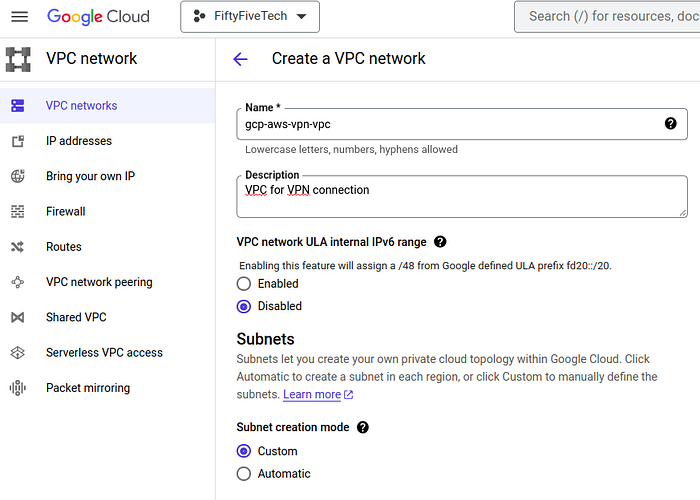 Google Cloud
FiftyFiveTech
Search (/) for resources, doc
VPC network
Create a VPC network
VPC networks
IP addresses
Bring your own IP
Firewall
Routes
VPC network peering
Shared VPC
Serverless VPC access
Packet mirroring
Name *
gcp-aws-vpn-vpc
Lowercase letters, numbers, hyphens allowed
Description
VPC for VPN connection
VPC network ULA internal IPv6 range
Enabling this feature will assign a /48 from Google defined ULA prefix fd20::/20.
Enabled
Disabled
Subnets
Subnets let you create your own private cloud topology within Google Cloud. Click
Automatic to create a subnet in each region, or click Custom to manually define the
subnets. Learn more
Subnet creation mode
Custom
Automatic